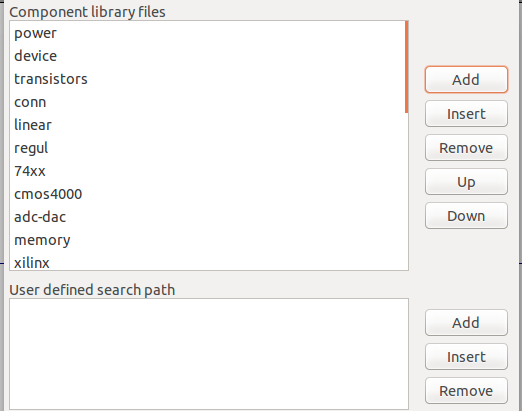 Component library files
power
device
transistors
conn
linear
regul
74xx
cmos4000
adc-dac
memory
xilinx
Add
Insert
Remove
Up
Down
User defined search path
Add
Insert
Remove